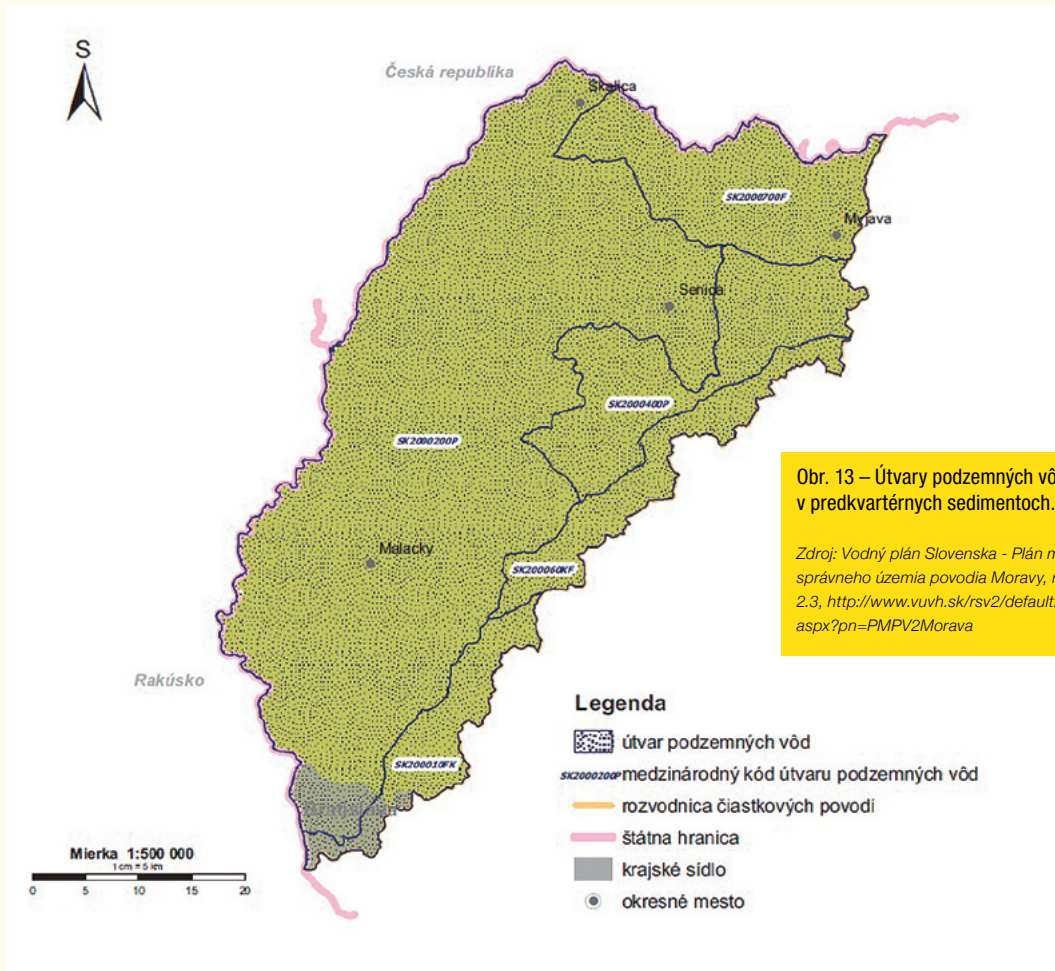 S
Česká republika
Skalica
SK2000700F
Myjava
Senica
SK2000400P
SK2000200P
Obr. 13 – Útvary podzemných vô
v predkvartérnych sedimentoch.
Malacky
SK200060KF
Zdroj: Vodný plán Slovenska - Plán m
správneho územia povodia Moravy, 
2.3, http://www.vuvh.sk/rsv2/default.
aspx?pn=PMPV2Morava
Rakúsko
SK200010FK
Legenda
útvar podzemných vôd
SK2000200P medzinárodný kód útvaru podzemných vôd
rozvodnica čiastkových povodí
štátna hranica
krajské sídlo
okresné mesto
Mierka 1:500 000
1 cm = 5 km
0 5 10 15 20